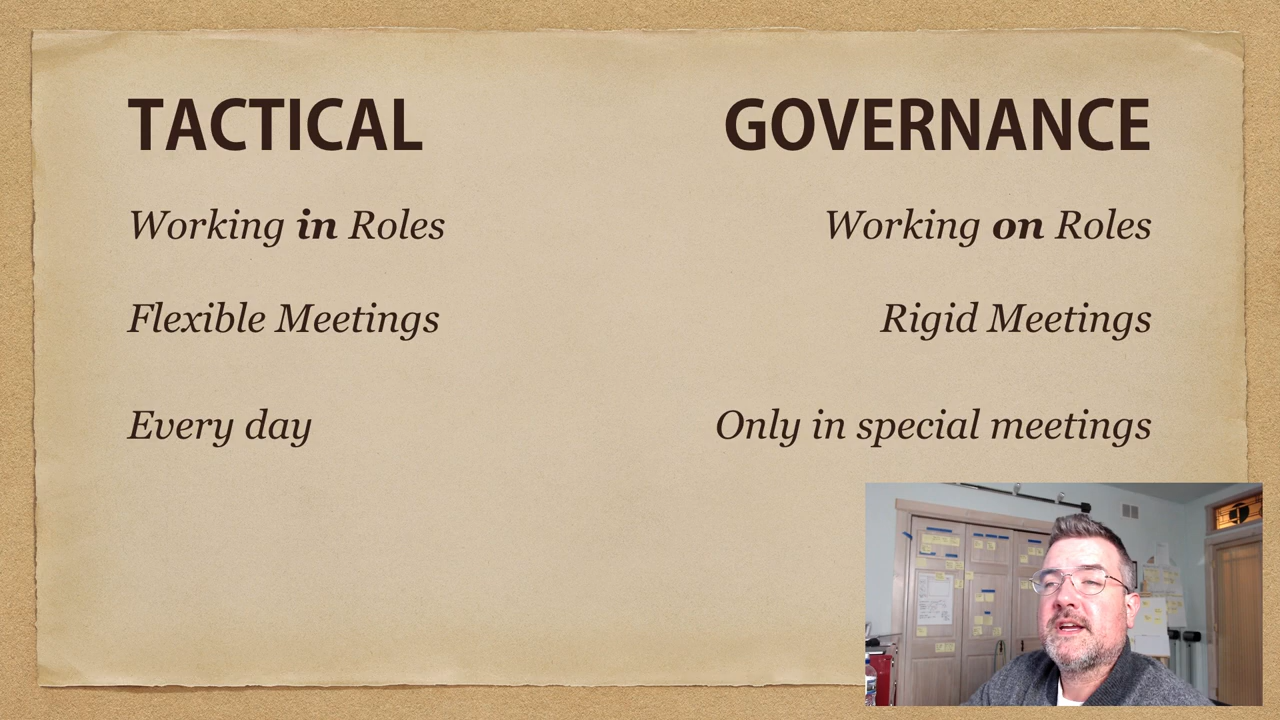 TACTICAL
GOVERNANCE
Working in Roles
Working on Roles
Flexible Meetings
Rigid Meetings
Every day
Only in special meetings